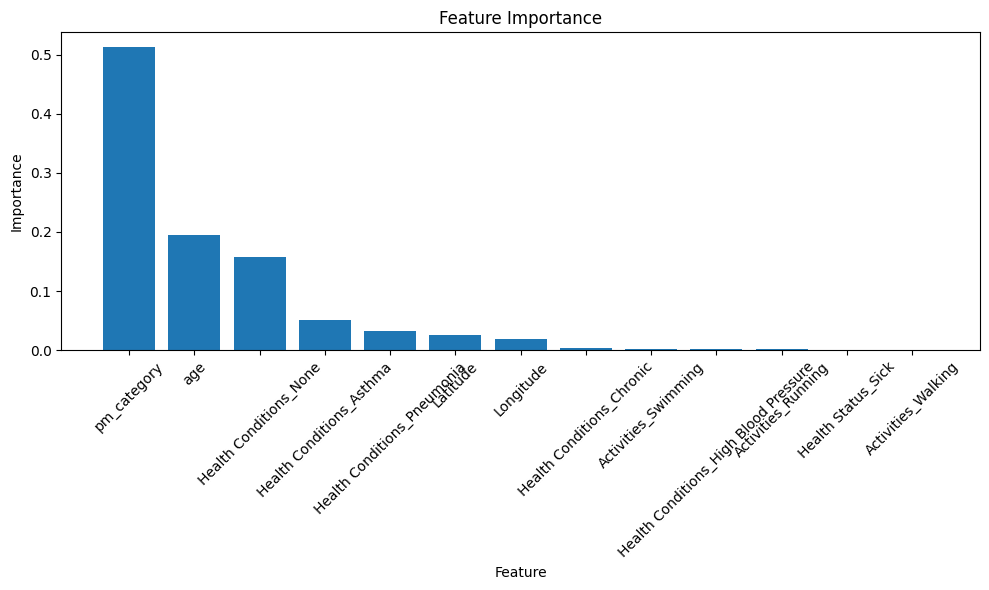 Feature Importance
Importance
0.5
0.4
0.3
0.2
0.1
0.0
pm_category
age
Health Conditions_None
Health Conditions_Asthma
Health Conditions_Pneumonia
Latitude
Longitude
Health Conditions_Chronic
Activities_Swimming
Health Conditions_High Blood Pressure
Activities_Running
Health Status_Sick
Activities_Walking
Feature